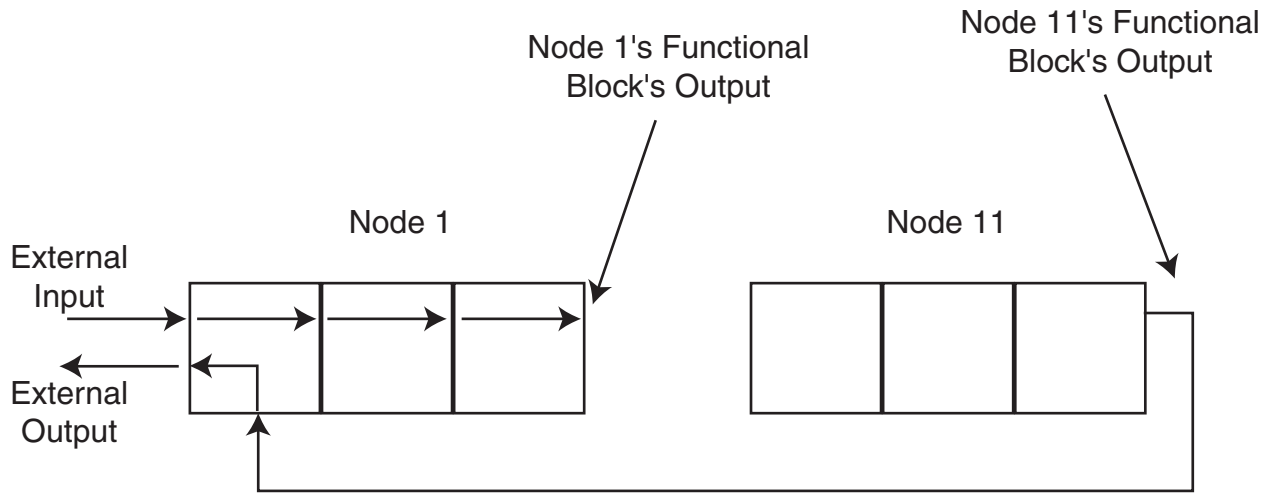 Node 1's Functional
Block's Output
Node 11's Functional
Block's Output
Node 1
Node 11
External
Input
External
Output